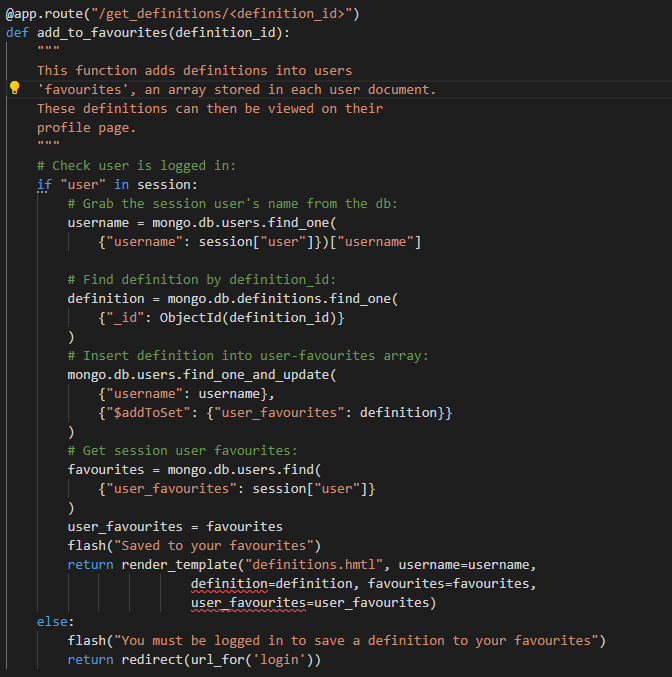 @app.route("/get_definitions/<definition_id>")
def add_to_favourites(definition_id):
    """
    This function adds definitions into users
    'favourites', an array stored in each user document.
    These definitions can then be viewed on their
    profile page.
    """
    # Check user is logged in:
    if "user" in session:
        # Grab the session user's name from the db:
        username = mongo.db.users.find_one(
            {"username": session["user"]})["username"]

        # Find definition by definition_id:
        definition = mongo.db.definitions.find_one(
            {"_id": ObjectId(definition_id)}
        )
        # Insert definition into user-favourites array:
        mongo.db.users.find_one_and_update(
            {"username": username},
            {"$addToSet": {"user_favourites": definition}}
        )
        # Get session user favourites:
        favourites = mongo.db.users.find(
            {"user_favourites": session["user"]}
        )
        user_favourites = favourites
        flash("Saved to your favourites")
        return render_template("definitions.hmtl", username=username,
                        definition=definition, favourites=favourites,
                        user_favourites=user_favourites)
    else:
        flash("You must be logged in to save a definition to your favourites")
        return redirect(url_for('login'))